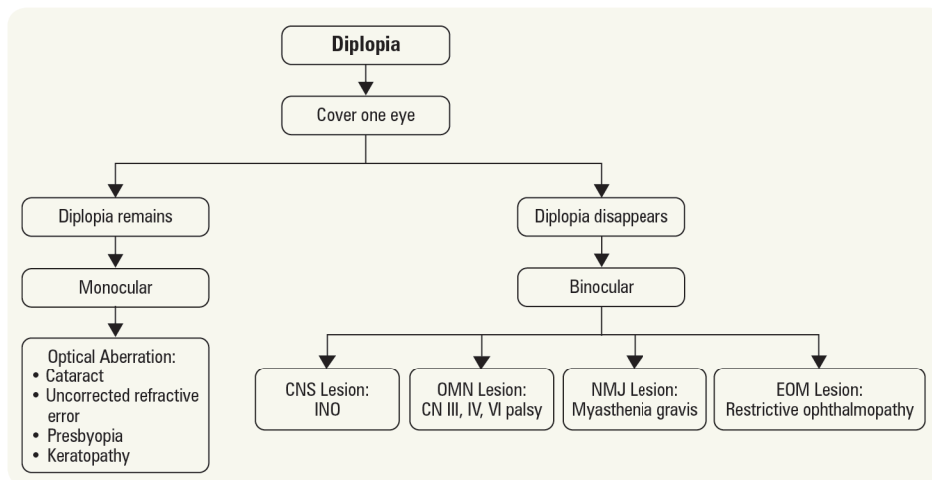 Diplopia
Cover one eye
Diplopia remains
Diplopia disappears
Monocular
Binocular
Optical Aberration:
• Cataract
• Uncorrected refractive
error
• Presbyopia
• Keratopathy
CNS Lesion:
INO
OMN Lesion:
CN III, IV, VI palsy
NMJ Lesion:
Myasthenia gravis
EOM Lesion:
Restrictive ophthalmopathy